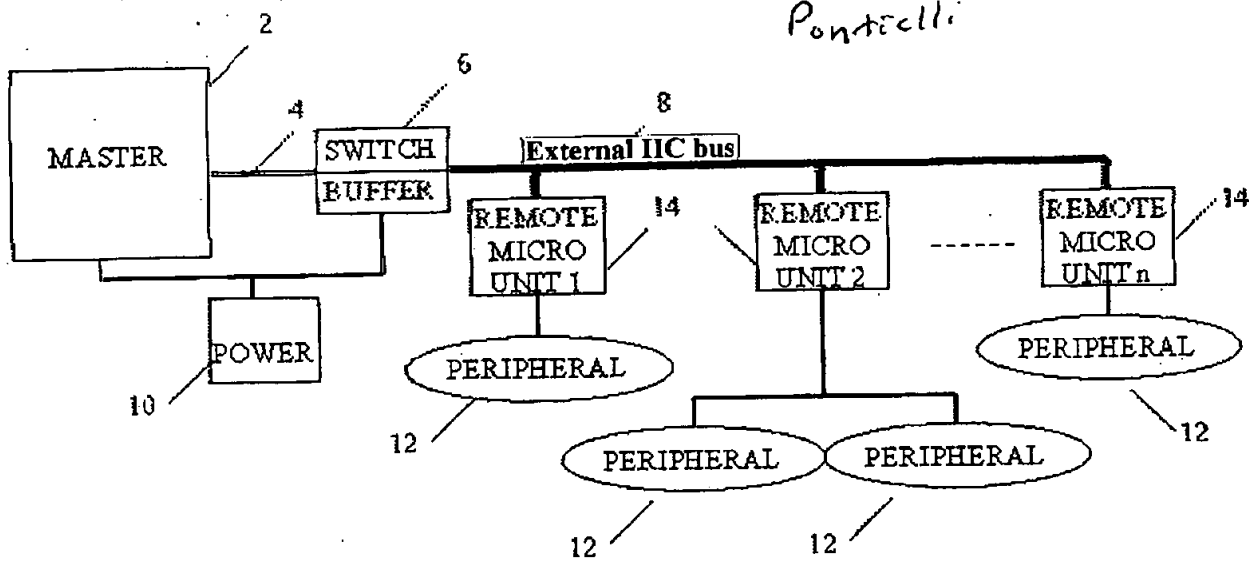 Ponticelli
2
6
4
8
MASTER
SWITCH
BUFFER
External IIC bus
REMOTE
MICRO
UNIT 1
14
REMOTE
MICRO
UNIT 2
REMOTE
MICRO
UNIT n
14
POWER
10
PERIPHERAL
12
PERIPHERAL
12
PERIPHERAL
12
PERIPHERAL
12